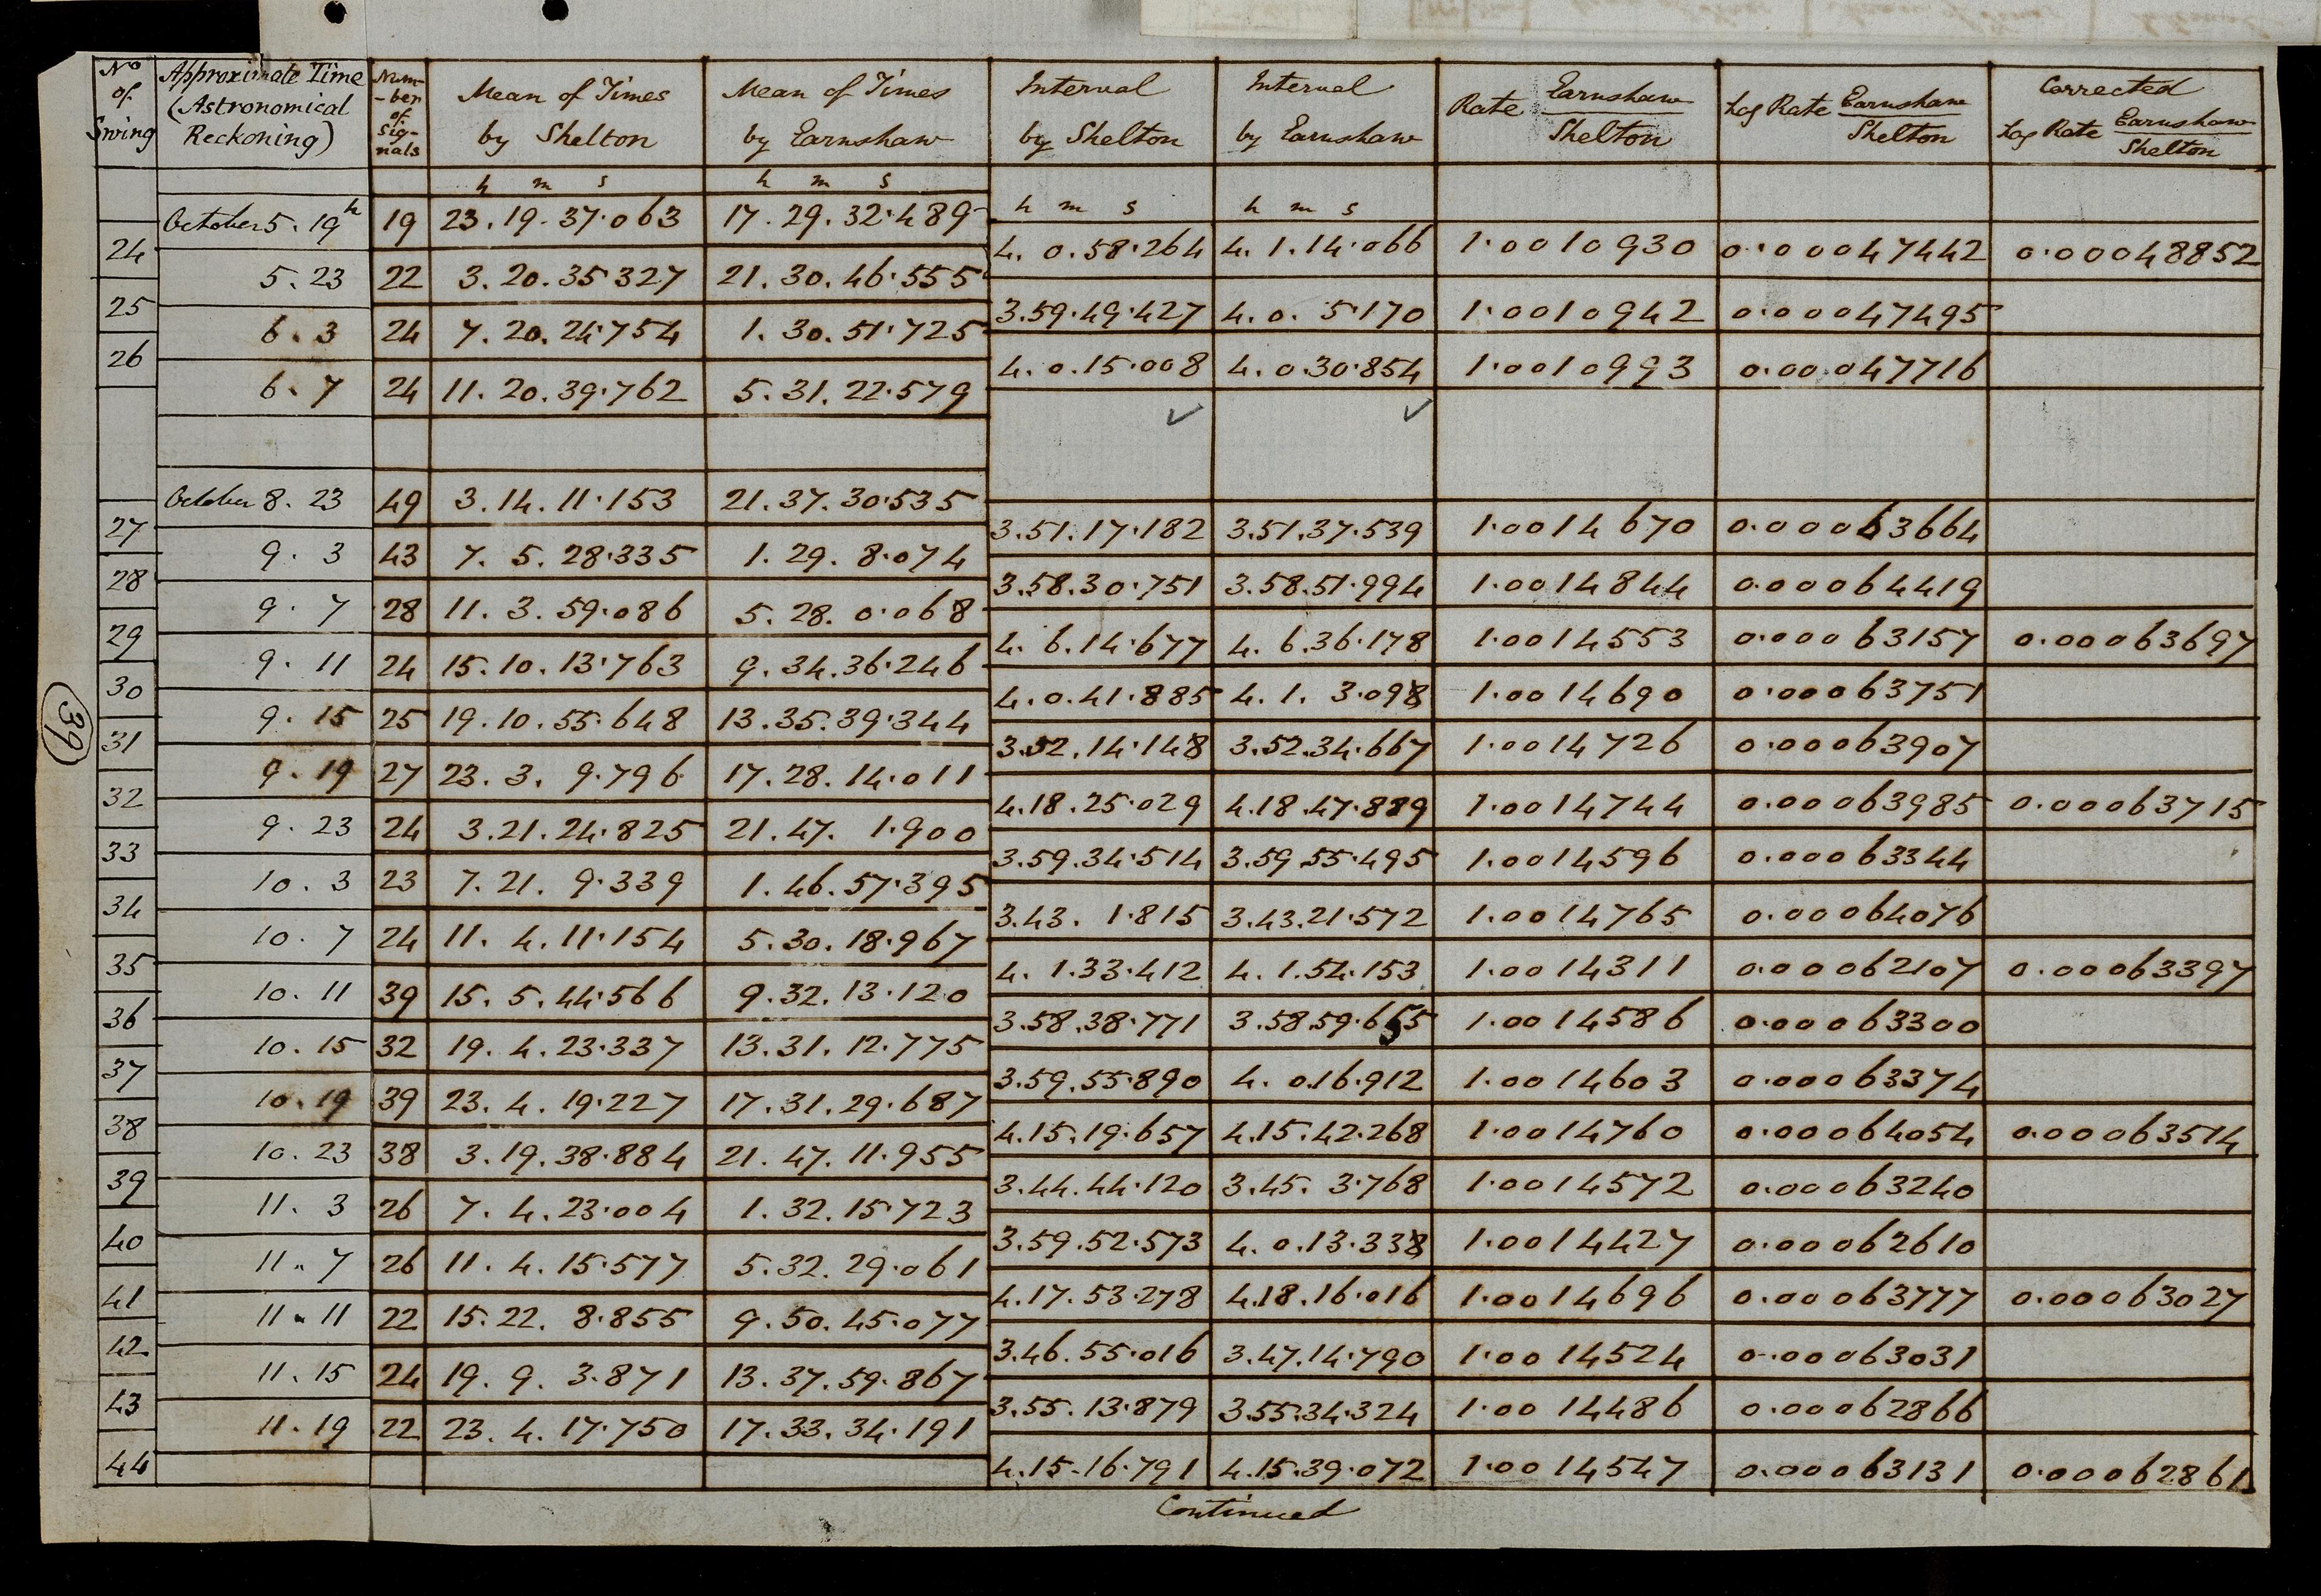 No of Swing | Approximate Time (Astronomical Reckoning) | Num-ber of Sig-nals | Mean of Times by Shelton | Mean of Times by Earnshaw | Interval by Shelton | Interval by Earnshaw | Rate Earnshaw / Shelton | Log Rate Earnshaw / Shelton | Corrected Log Rate Earnshaw / Shelton
h m s | h m s | h m s | h m s
October 5. 19h | 19 | 23. 19. 37.063 | 17. 29. 32.489
24 | 4. 0. 58.264 | 4. 1. 14.066 | 1.0010930 | 0.00047442 | 0.00048852
5. 23 | 22 | 3. 20. 35.327 | 21. 30. 46.555
25 | 3. 59. 49.427 | 4. 0. 5.170 | 1.0010942 | 0.00047495
6. 3 | 24 | 7. 20. 24.754 | 1. 30. 51.725
26 | 4. 0. 15.008 | 4. 0. 30.854 | 1.0010993 | 0.00047716
6. 7 | 24 | 11. 20. 39.762 | 5. 31. 22.579
✓ ✓
October 8. 23 | 49 | 3. 14. 11.153 | 21. 37. 30.535
27 | 3. 51. 17.182 | 3. 51. 37.539 | 1.0014670 | 0.00063664
9. 3 | 43 | 7. 5. 28.335 | 1. 29. 8.074
28 | 3. 58. 30.751 | 3. 58. 51.994 | 1.0014844 | 0.00064419
9. 7 | 28 | 11. 3. 59.086 | 5. 28. 0.068
29 | 4. 6. 14.677 | 4. 6. 36.178 | 1.0014553 | 0.00063157 | 0.00063697
9. 11 | 24 | 15. 10. 13.763 | 9. 34. 36.246
30 | 4. 0. 41.885 | 4. 1. 3.098 | 1.0014690 | 0.00063751
9. 15 | 25 | 19. 10. 55.648 | 13. 35. 39.344
39
31 | 3. 52. 14.148 | 3. 52. 34.667 | 1.0014726 | 0.00063907
9. 19 | 27 | 23. 3. 9.796 | 17. 28. 14.011
32 | 4. 18. 25.029 | 4. 18. 47.889 | 1.0014744 | 0.00063985 | 0.00063715
9. 23 | 24 | 3. 21. 24.825 | 21. 47. 1.900
33 | 3. 59. 34.514 | 3. 59. 55.495 | 1.0014596 | 0.00063344
10. 3 | 23 | 7. 21. 9.339 | 1. 46. 57.395
34 | 3. 43. 1.815 | 3. 43. 21.572 | 1.0014765 | 0.00064076
10. 7 | 24 | 11. 4. 11.154 | 5. 30. 18.967
35 | 4. 1. 33.412 | 4. 1. 54.153 | 1.0014311 | 0.00062107 | 0.00063397
10. 11 | 39 | 15. 5. 44.566 | 9. 32. 13.120
36 | 3. 58. 38.771 | 3. 58. 59.655 | 1.0014586 | 0.00063300
10. 15 | 32 | 19. 4. 23.337 | 13. 31. 12.775
37 | 3. 59. 55.890 | 4. 0. 16.912 | 1.0014603 | 0.00063374
10. 19 | 39 | 23. 4. 19.227 | 17. 31. 29.687
38 | 4. 15. 19.657 | 4. 15. 42.268 | 1.0014760 | 0.00064054 | 0.00063514
10. 23 | 38 | 3. 19. 38.884 | 21. 47. 11.955
39 | 3. 44. 44.120 | 3. 45. 3.768 | 1.0014572 | 0.00063240
11. 3 | 26 | 7. 4. 23.004 | 1. 32. 15.723
40 | 3. 59. 52.573 | 4. 0. 13.338 | 1.0014427 | 0.00062610
11. 7 | 26 | 11. 4. 15.577 | 5. 32. 29.061
41 | 4. 17. 53.278 | 4. 18. 16.016 | 1.0014696 | 0.00063777 | 0.00063027
11. 11 | 22 | 15. 22. 8.855 | 9. 50. 45.077
42 | 3. 46. 55.016 | 3. 47. 14.790 | 1.0014524 | 0.00063031
11. 15 | 24 | 19. 9. 3.871 | 13. 37. 59.867
43 | 3. 55. 13.879 | 3. 55. 34.324 | 1.0014486 | 0.00062866
11. 19 | 22 | 23. 4. 17.750 | 17. 33. 34.191
44 | 4. 15. 16.791 | 4. 15. 39.072 | 1.0014547 | 0.00063131 | 0.00062861
Continued